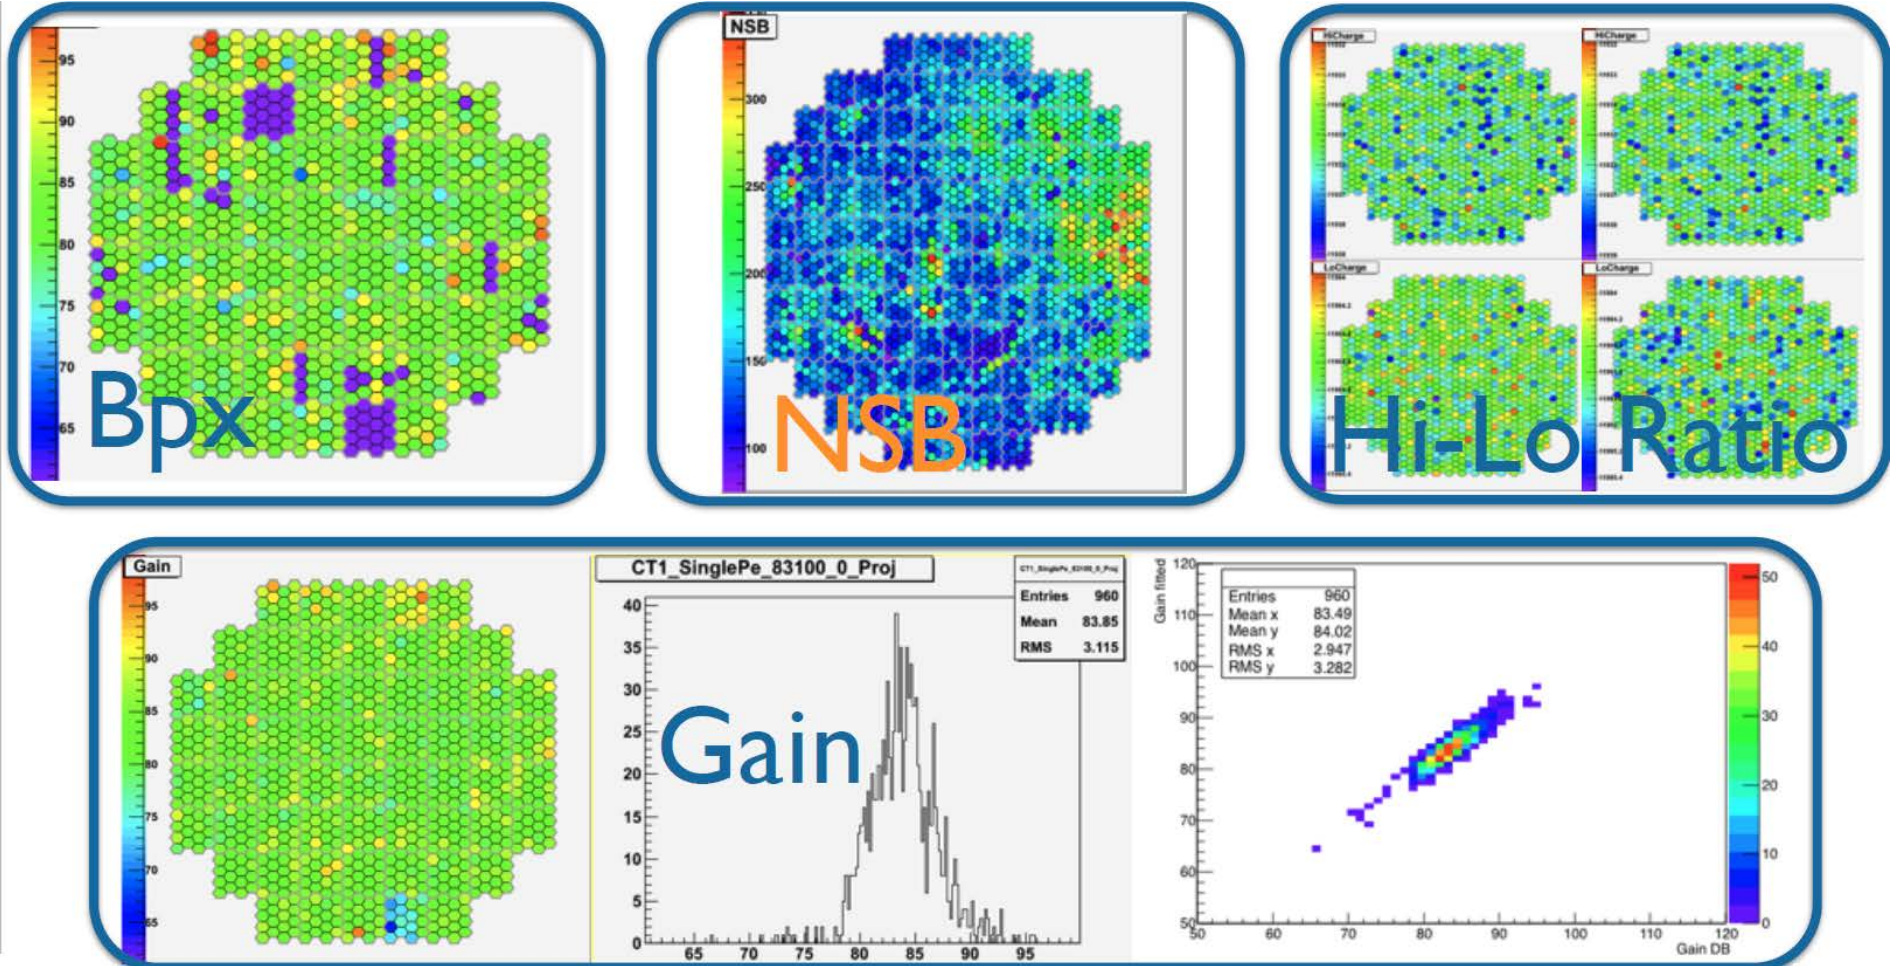 95
90
85
80
75
70
65
Bpx
NSB
300
250
200
150
100
NSB
HiCharge
HiCharge
LoCharge
LoCharge
Hi-Lo Ratio
Gain
95
90
85
80
75
70
65
CT1_SinglePe_83100_0_Proj
CT1_SinglePe_83100_0_Proj
Entries 960
Mean 83.85
RMS 3.115
40
35
30
25
20
15
10
5
0
65 70 75 80 85 90 95
Gain
Gain fitted
120
110
100
90
80
70
60
50
Entries 960
Mean x 83.49
Mean y 84.02
RMS x 2.947
RMS y 3.282
50 60 70 80 90 100 110 120
Gain DB
50
40
30
20
10
0